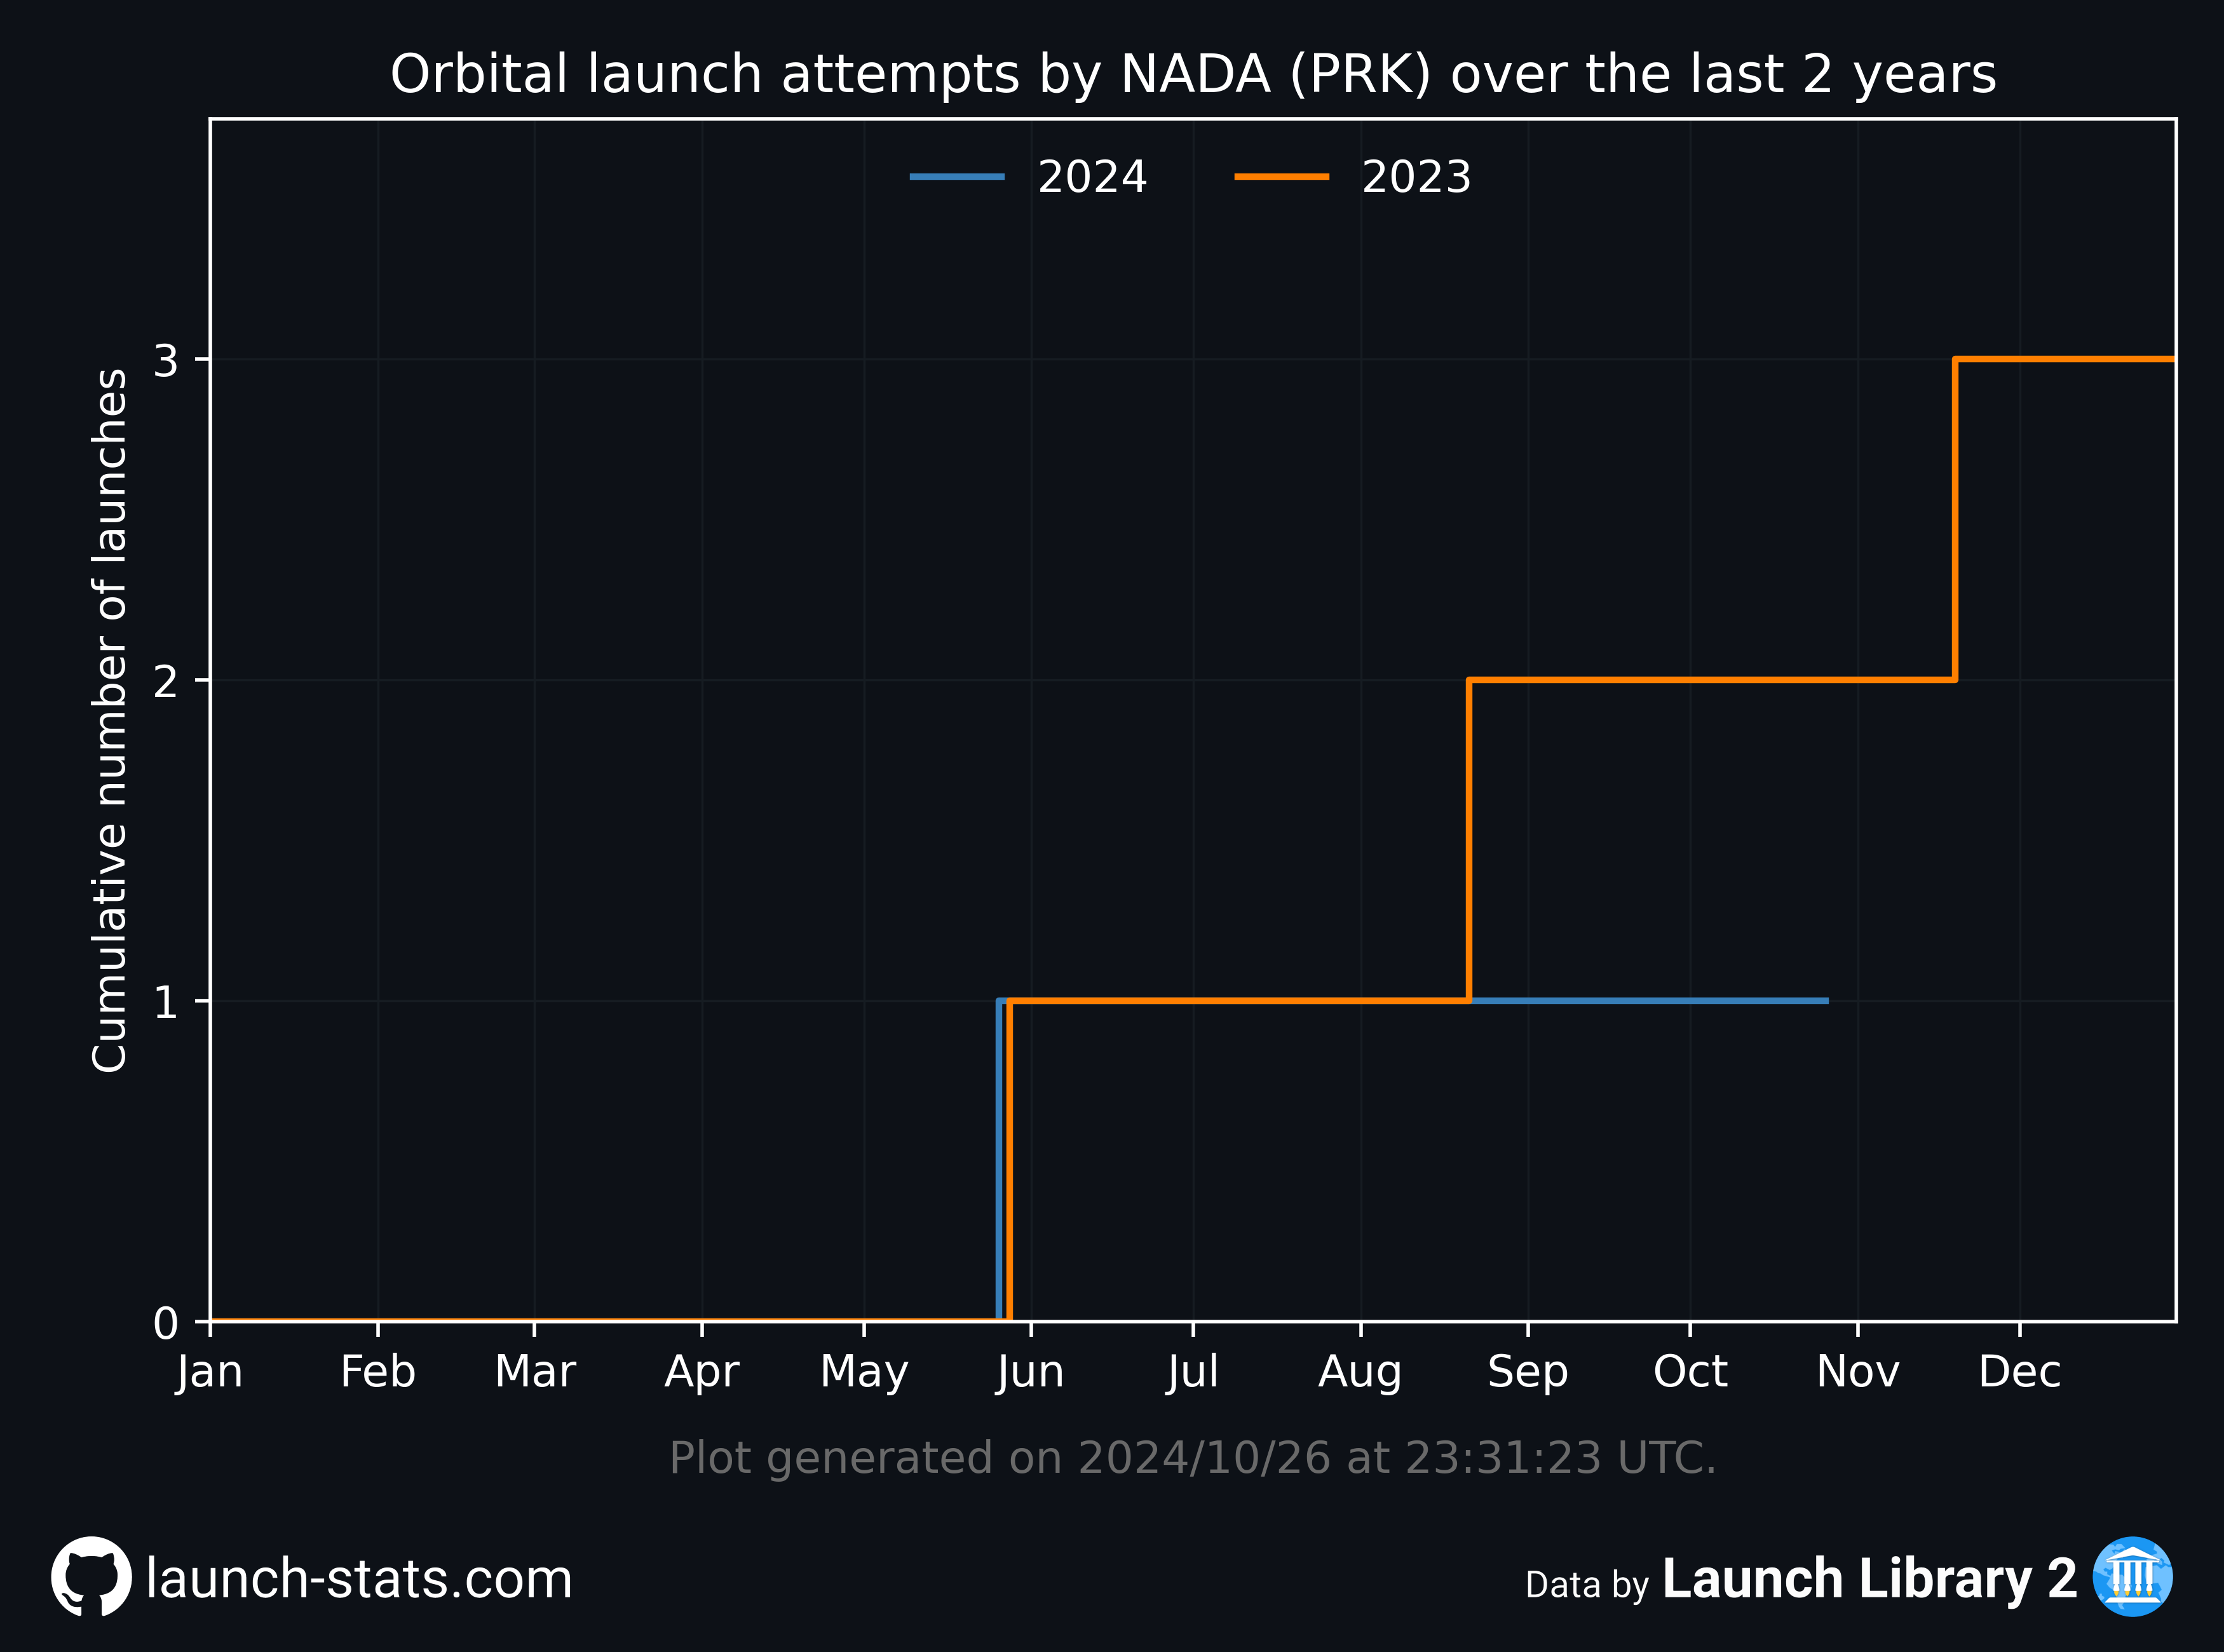 Orbital launch attempts by NADA (PRK) over the last 2 years
2024 2023
Cumulative number of launches
3
2
1
0
Jan Feb Mar Apr May Jun Jul Aug Sep Oct Nov Dec
Plot generated on 2024/10/26 at 23:31:23 UTC.
launch-stats.com
Data by Launch Library 2